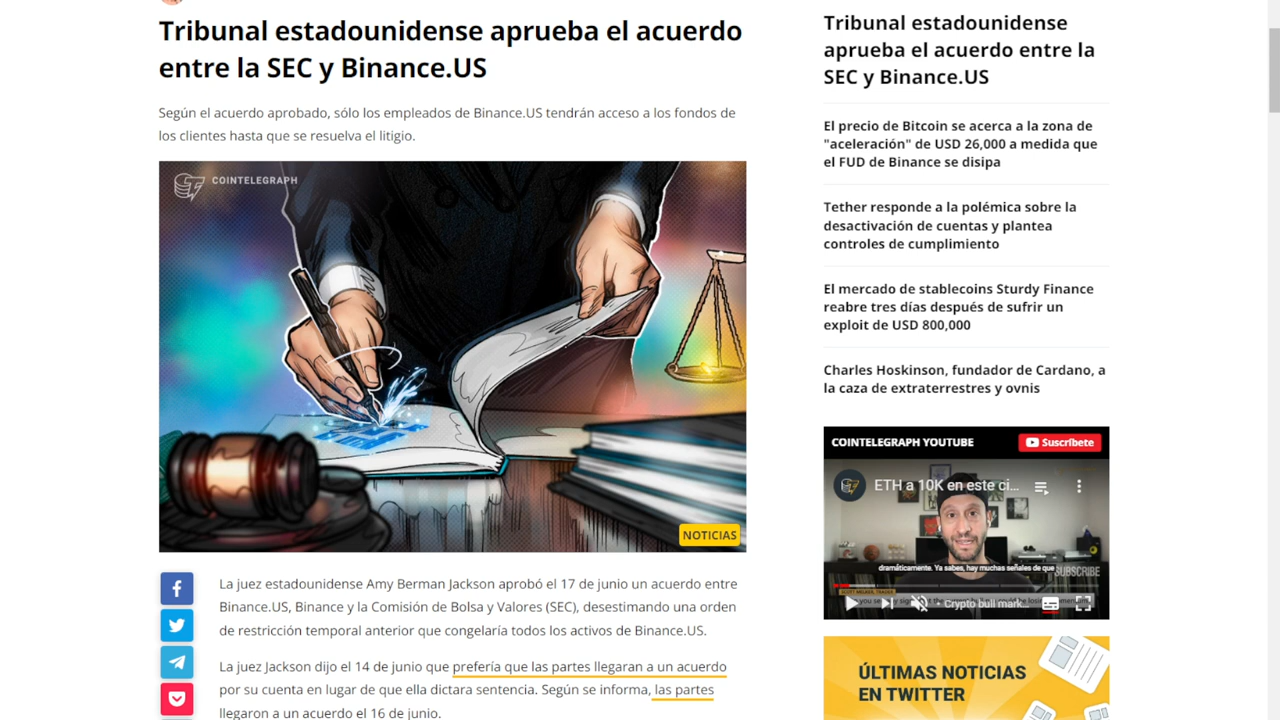 Tribunal estadounidense aprueba el acuerdo
entre la SEC y Binance.US
Según el acuerdo aprobado, sólo los empleados de Binance.US tendrán acceso a los fondos de
los clientes hasta que se resuelva el litigio.
COINTELEGRAPH
NOTICIAS
La juez estadounidense Amy Berman Jackson aprobó el 17 de junio un acuerdo entre
Binance.US, Binance y la Comisión de Bolsa y Valores (SEC), desestimando una orden
de restricción temporal anterior que congelaría todos los activos de Binance.US.
La juez Jackson dijo el 14 de junio que prefería que las partes llegaran a un acuerdo
por su cuenta en lugar de que ella dictara sentencia. Según se informa, las partes
llegaron a un acuerdo el 16 de junio.
Tribunal estadounidense
aprueba el acuerdo entre la
SEC y Binance.US
El precio de Bitcoin se acerca a la zona de
"aceleración" de USD 26,000 a medida que
el FUD de Binance se disipa
Tether responde a la polémica sobre la
desactivación de cuentas y plantea
controles de cumplimiento
El mercado de stablecoins Sturdy Finance
reabre tres días después de sufrir un
exploit de USD 800,000
Charles Hoskinson, fundador de Cardano, a
la caza de extraterrestres y ovnis
COINTELEGRAPH YOUTUBE
Suscríbete
ETH a 10K en este ci...
dramáticamente. Ya sabes, hay muchas señales de que
SUBSCRIBE
• Crypto bull mark...
ÚLTIMAS NOTICIAS
EN TWITTER